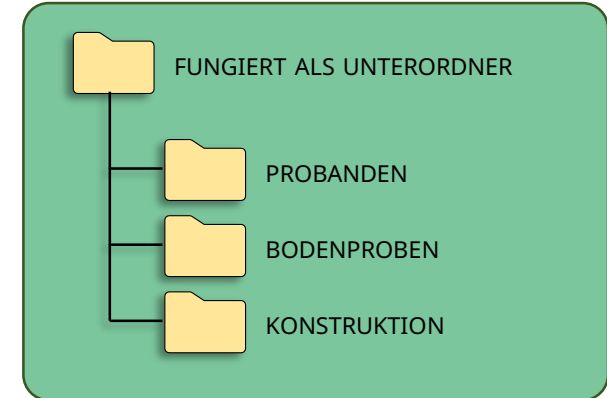 FUNGIERT ALS UNTERORDNER
PROBANDEN
BODENPROBEN
KONSTRUKTION